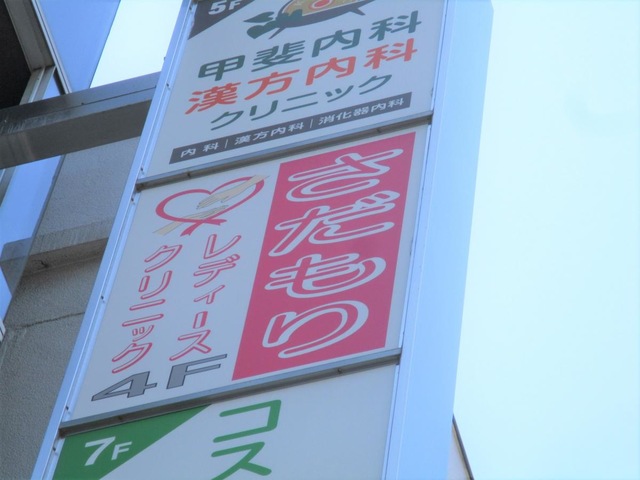 5F
甲斐内科
漢方内科
クリニック
内科｜漢方内科｜消化器内科
さだもり
レディース
クリニック
4F
7F
コス